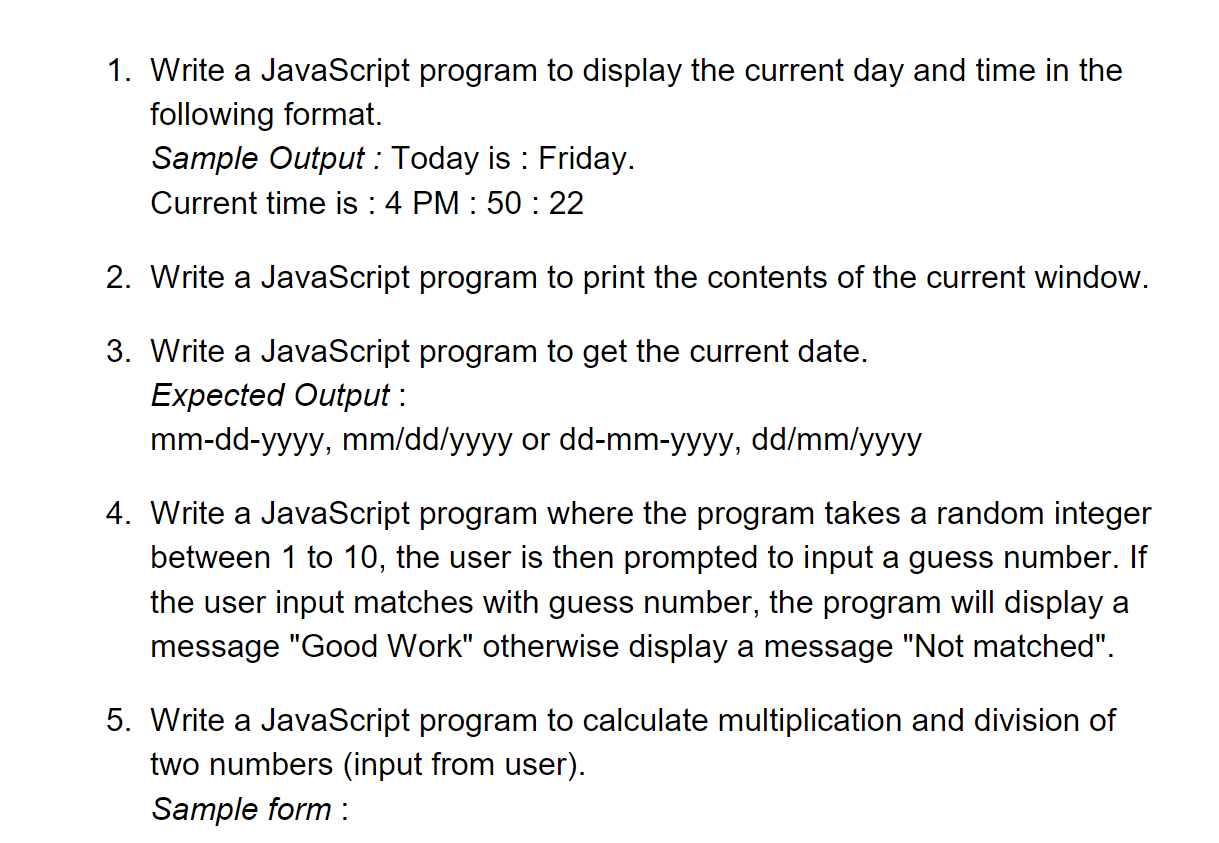 1. Write a JavaScript program to display the current day and time in the
following format.
Sample Output : Today is : Friday.
Current time is : 4 PM : 50 : 22
2. Write a JavaScript program to print the contents of the current window.
3. Write a JavaScript program to get the current date.
Expected Output :
mm-dd-yyyy, mm/dd/yyyy or dd-mm-yyyy, dd/mm/yyyy
4. Write a JavaScript program where the program takes a random integer
between 1 to 10, the user is then prompted to input a guess number. If
the user input matches with guess number, the program will display a
message "Good Work" otherwise display a message "Not matched".
5. Write a JavaScript program to calculate multiplication and division of
two numbers (input from user).
Sample form :